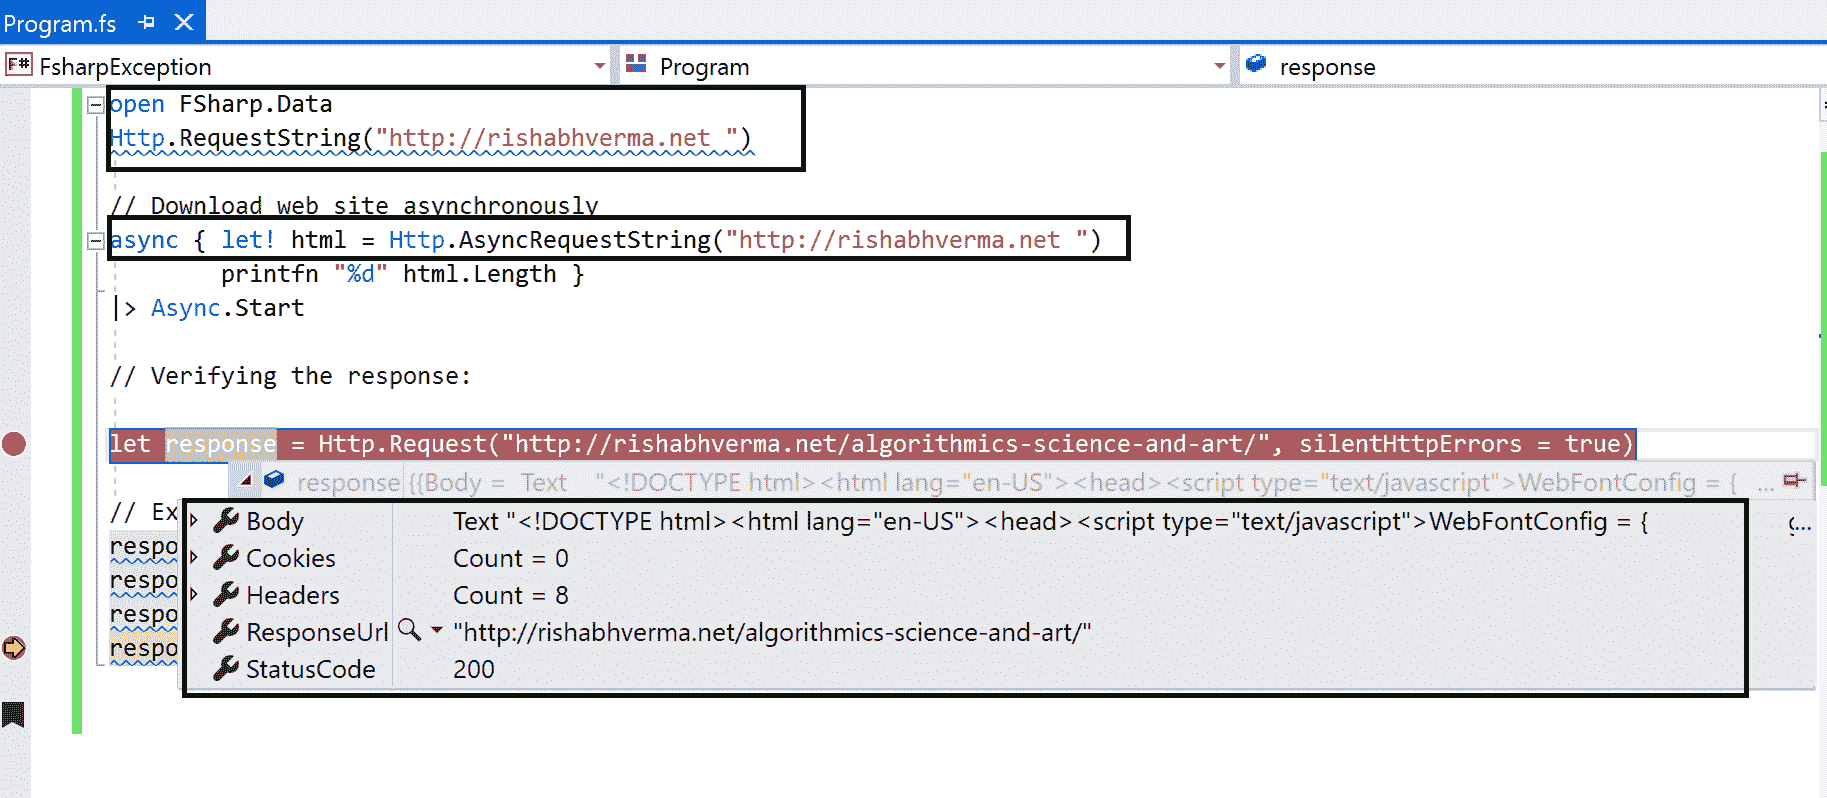 Program.fs
F# FsharpException Program response
open FSharp.Data
Http.RequestString("http://rishabhverma.net ")
// Download web site asynchronously
async { let! html = Http.AsyncRequestString("http://rishabhverma.net ")
printfn "%d" html.Length }
|> Async.Start
// Verifying the response:
let response = Http.Request("http://rishabhverma.net/algorithmics-science-and-art/", silentHttpErrors = true)
response {{Body = Text "<!DOCTYPE html><html lang="en-US"><head><script type="text/javascript">WebFontConfig = { ...
// Ex
Body Text "<!DOCTYPE html><html lang="en-US"><head><script type="text/javascript">WebFontConfig = { g...
respo
Cookies Count = 0
respo
Headers Count = 8
respo
ResponseUrl "http://rishabhverma.net/algorithmics-science-and-art/"
respo
StatusCode 200